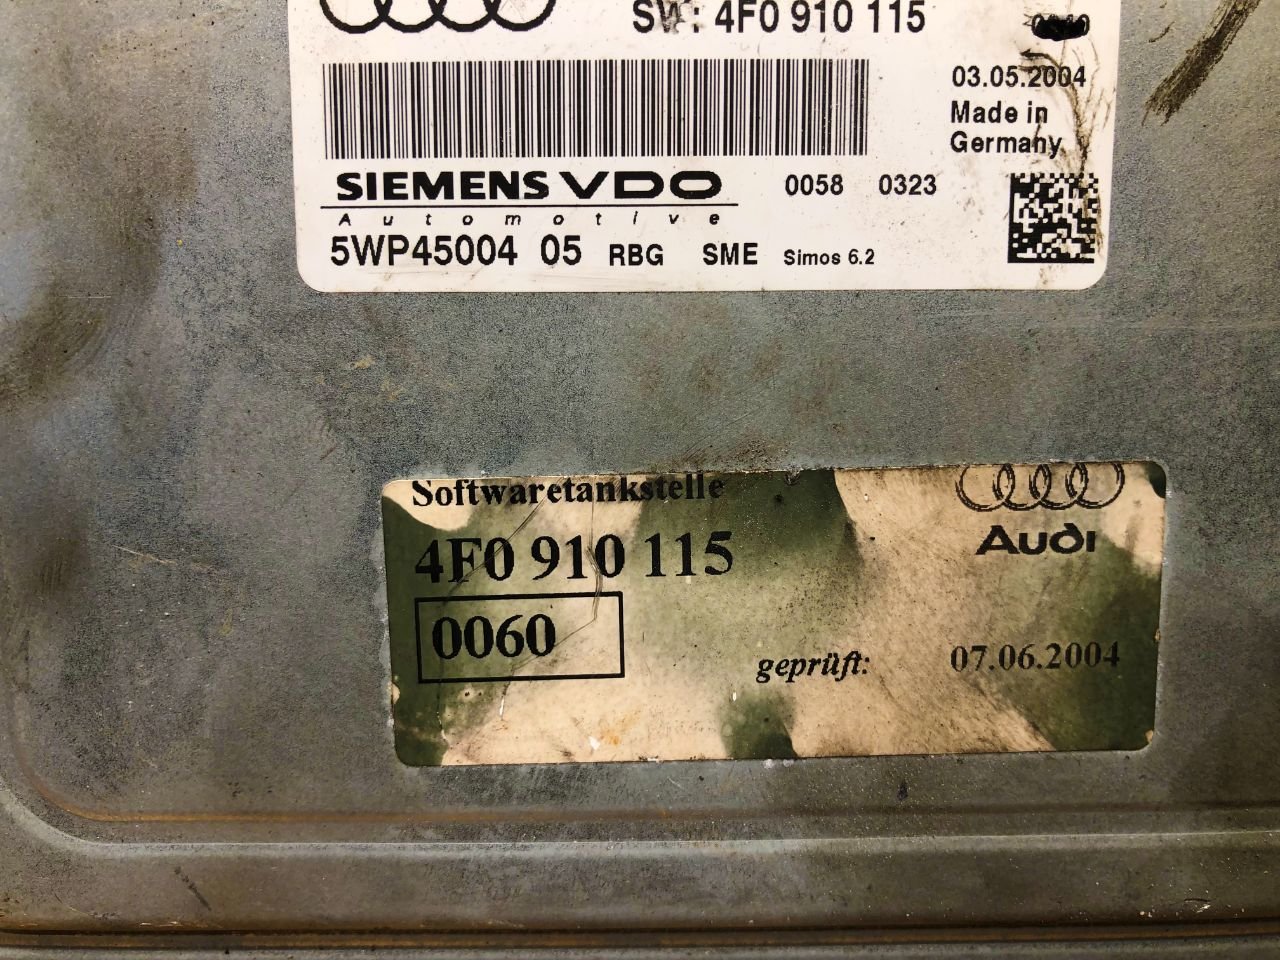 SW: 4F0 910 115
03.05.2004
Made in
Germany
SIEMENS VDO
Automotive
0058 0323
5WP45004 05 RBG SME Simos 6.2
Softwaretankstelle
4F0 910 115
Audi
0060
geprüft: 07.06.2004